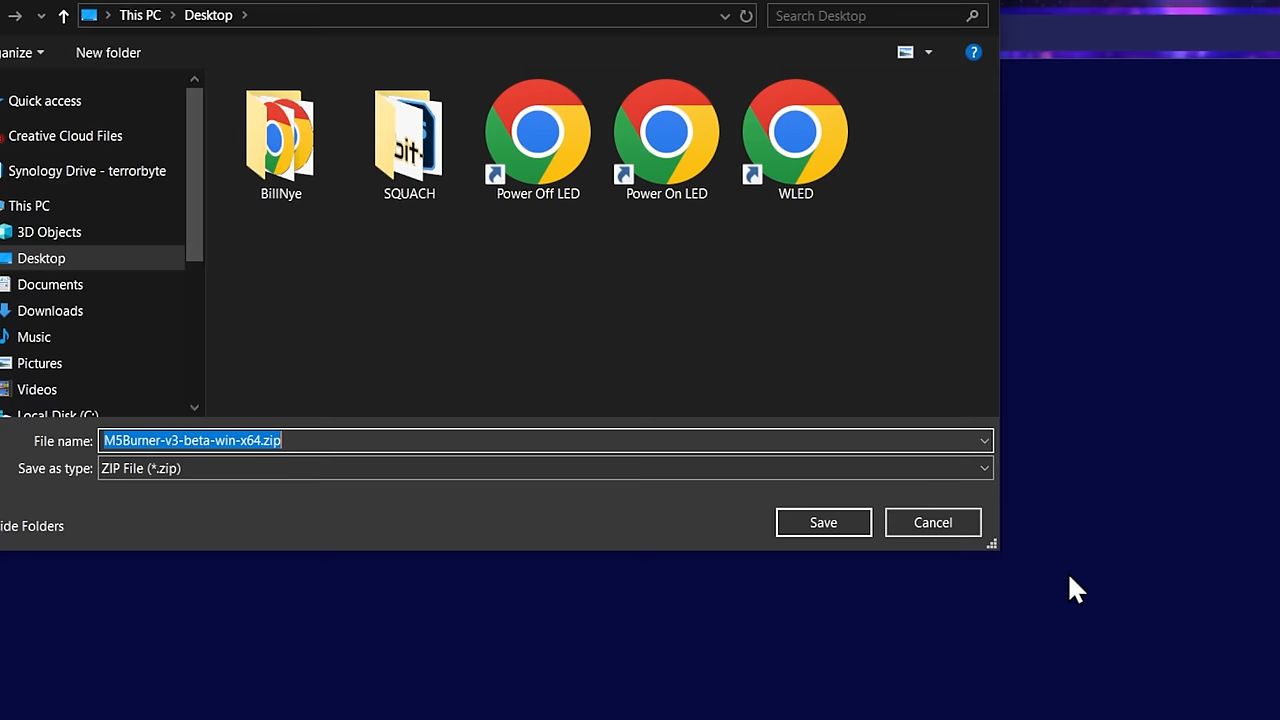 This PC
Desktop
Search Desktop
anize
New folder
Quick access
Creative Cloud Files
Synology Drive - terrorbyte
This PC
3D Objects
Desktop
Documents
Downloads
Music
Pictures
Videos
Local Disk (C:)
BillNye
SQUACH
Power Off LED
Power On LED
WLED
File name:
M5Burner-v3-beta-win-x64.zip
Save as type:
ZIP File (*.zip)
ide Folders
Save
Cancel